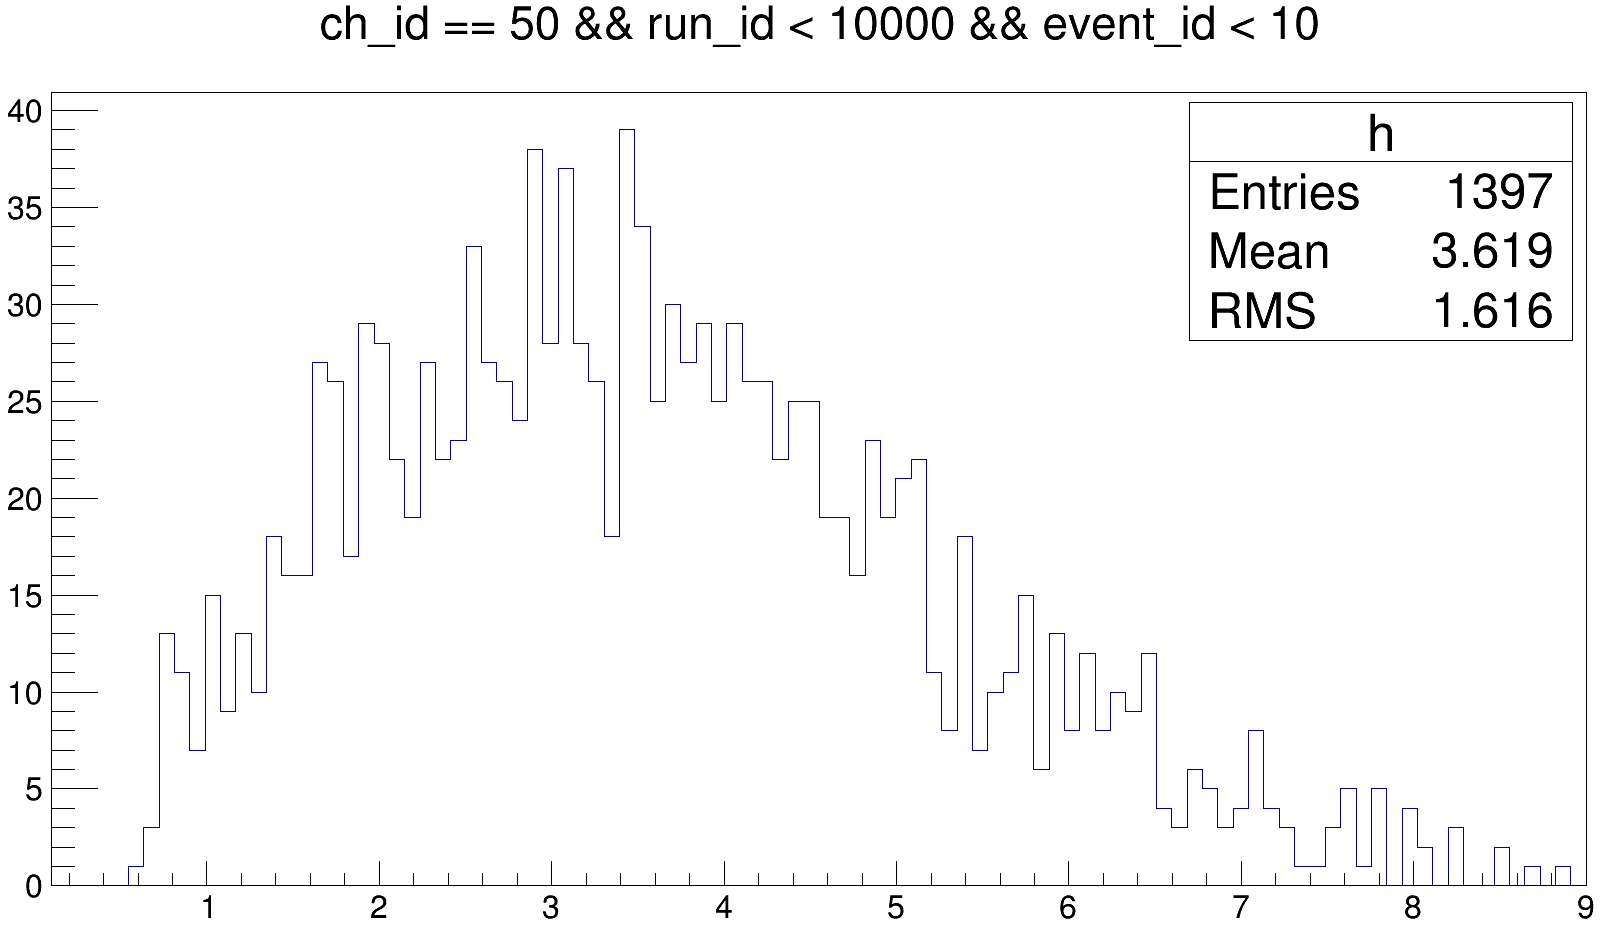 ch_id == 50 && run_id < 10000 && event_id < 10
h
Entries 1397
Mean 3.619
RMS 1.616
40
35
30
25
20
15
10
5
0
1 2 3 4 5 6 7 8 9